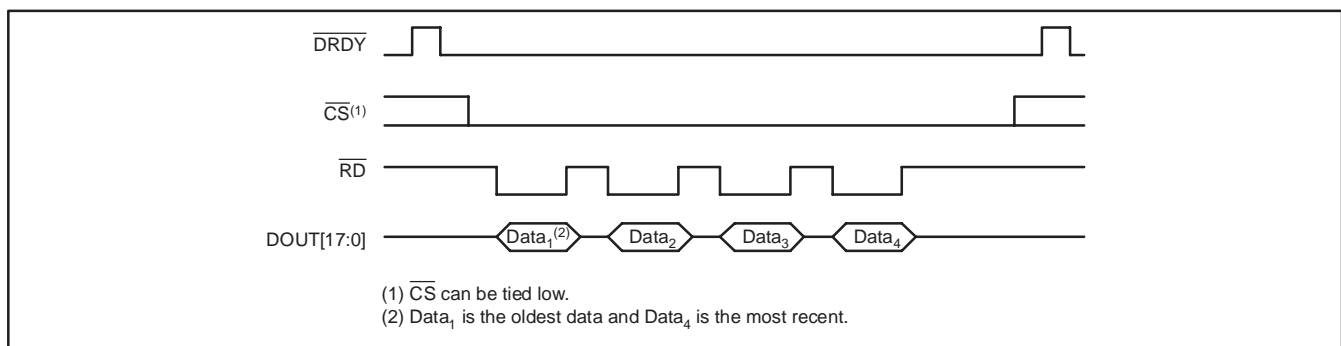 DRDY
CS(1)
RD
DOUT[17:0]
Data1(2)
Data2
Data3
Data4
(1) CS can be tied low.
(2) Data1 is the oldest data and Data4 is the most recent.